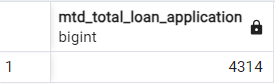 mtd_total_loan_application
bigint
1 4314